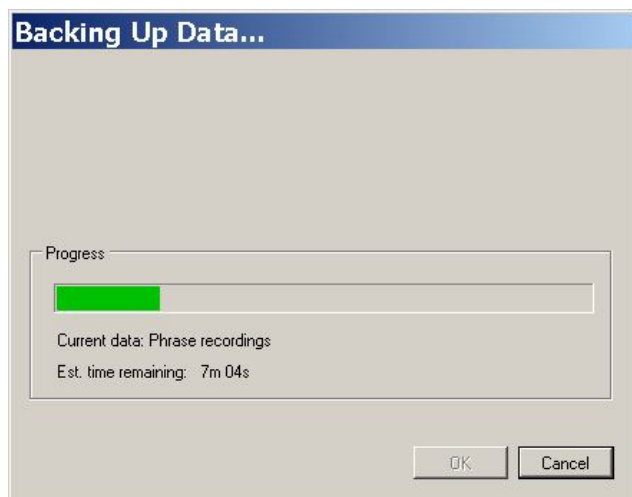 Backing Up Data...
Progress
Current data: Phrase recordings
Est. time remaining: 7m 04s
OK Cancel